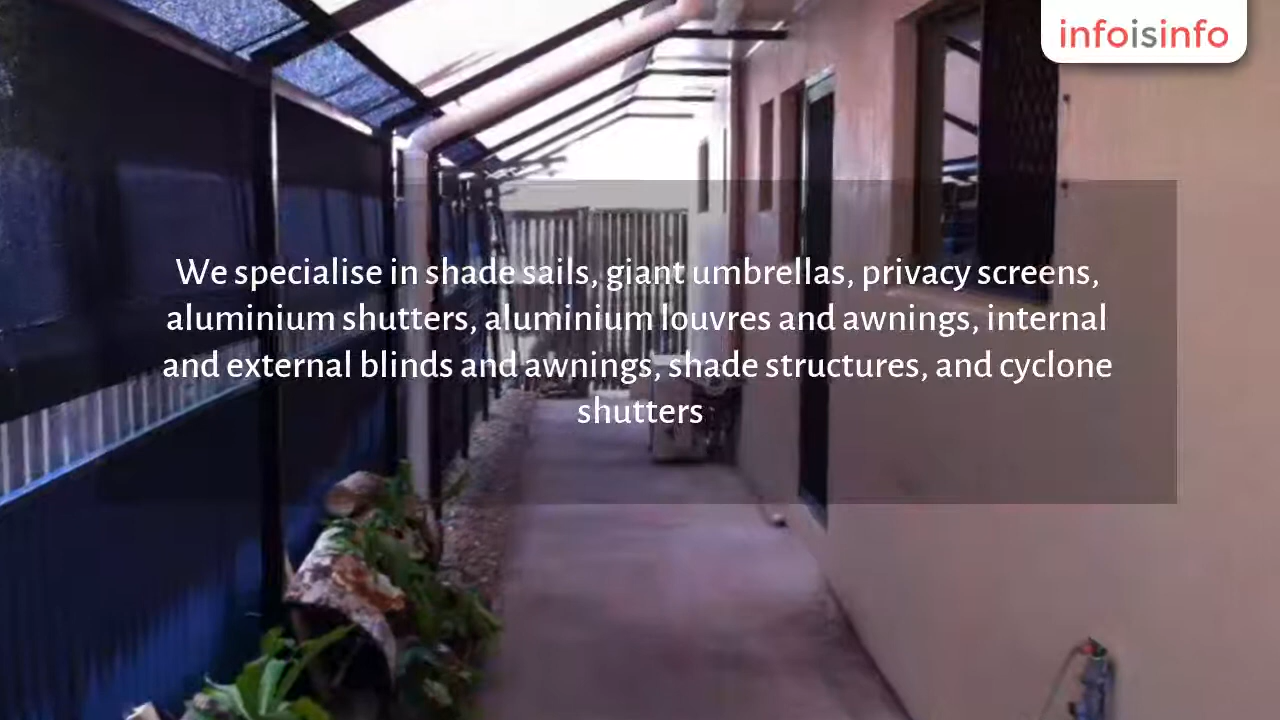 infoisinfo
We specialise in shade sails, giant umbrellas, privacy screens,
aluminium shutters, aluminium louvres and awnings, internal
and external blinds and awnings, shade structures, and cyclone
shutters